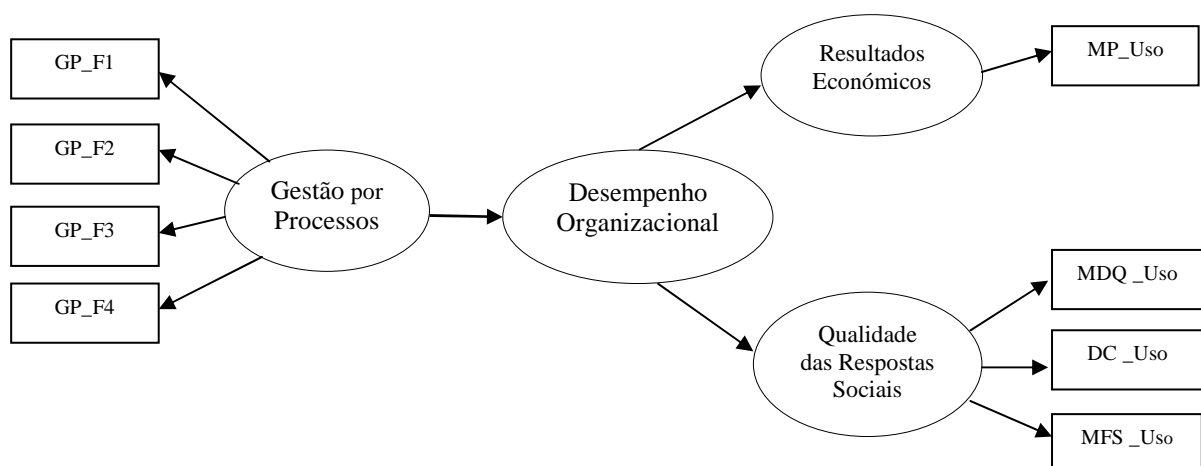 GP_F1
GP_F2
GP_F3
GP_F4
Gestão por
Processos
Desempenho
Organizacional
Resultados
Económicos
MP_Uso
Qualidade
das Respostas
Sociais
MDQ _Uso
DC _Uso
MFS _Uso